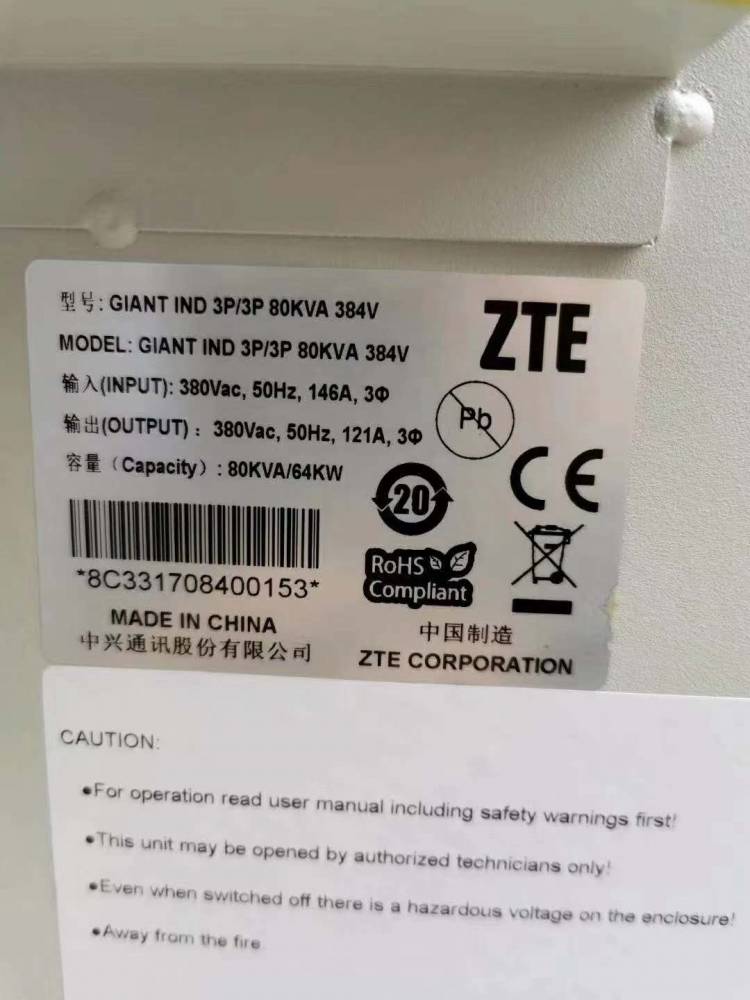 型号: GIANT IND 3P/3P 80KVA 384V
ZTE
MODEL: GIANT IND 3P/3P 80KVA 384V
输入(INPUT): 380Vac, 50Hz, 146A, 3Φ
Pb
输出(OUTPUT) : 380Vac, 50Hz, 121A, 3Φ
容量 (Capacity) : 80KVA/64KW
CE
20
RoHS
Compliant
*8C331708400153*
MADE IN CHINA
中国制造
中兴通讯股份有限公司
ZTE CORPORATION
CAUTION:
●For operation read user manual including safety warnings first!
●This unit may be opened by authorized technicians only!
●Even when switched off there is a hazardous voltage on the enclosure!
●Away from the fire